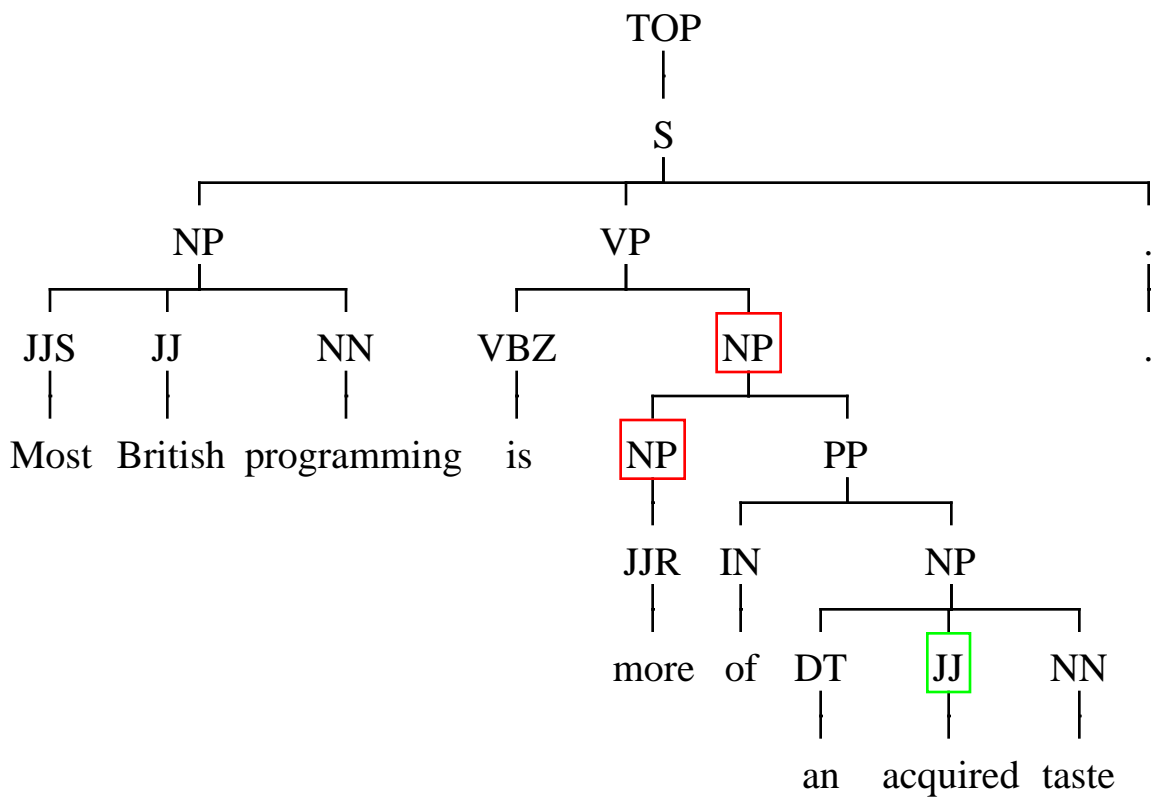 TOP
S
NP VP .
JJS JJ NN VBZ NP .
Most British programming is NP PP
JJR IN NP
more of DT JJ NN
an acquired taste